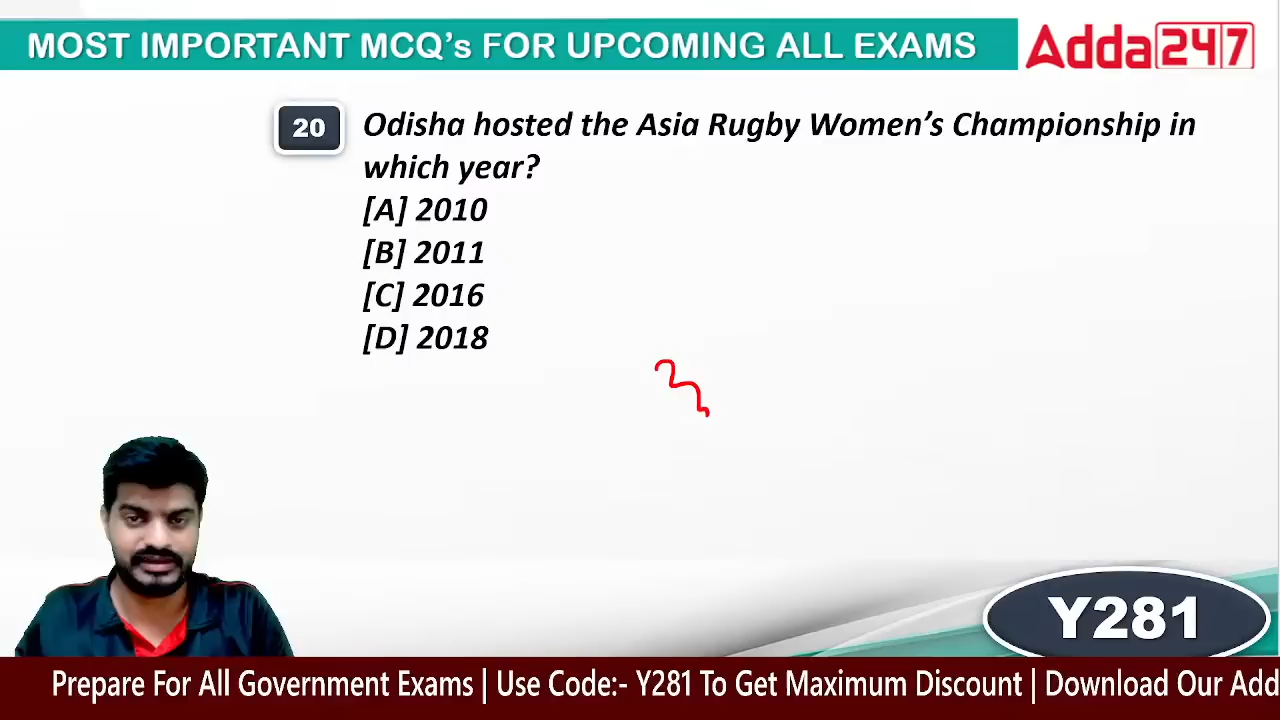 MOST IMPORTANT MCQ's FOR UPCOMING ALL EXAMS
Adda247
20
Odisha hosted the Asia Rugby Women's Championship in
which year?
[A] 2010
[B] 2011
[C] 2016
[D] 2018
Y281
Prepare For All Government Exams | Use Code:- Y281 To Get Maximum Discount | Download Our Add